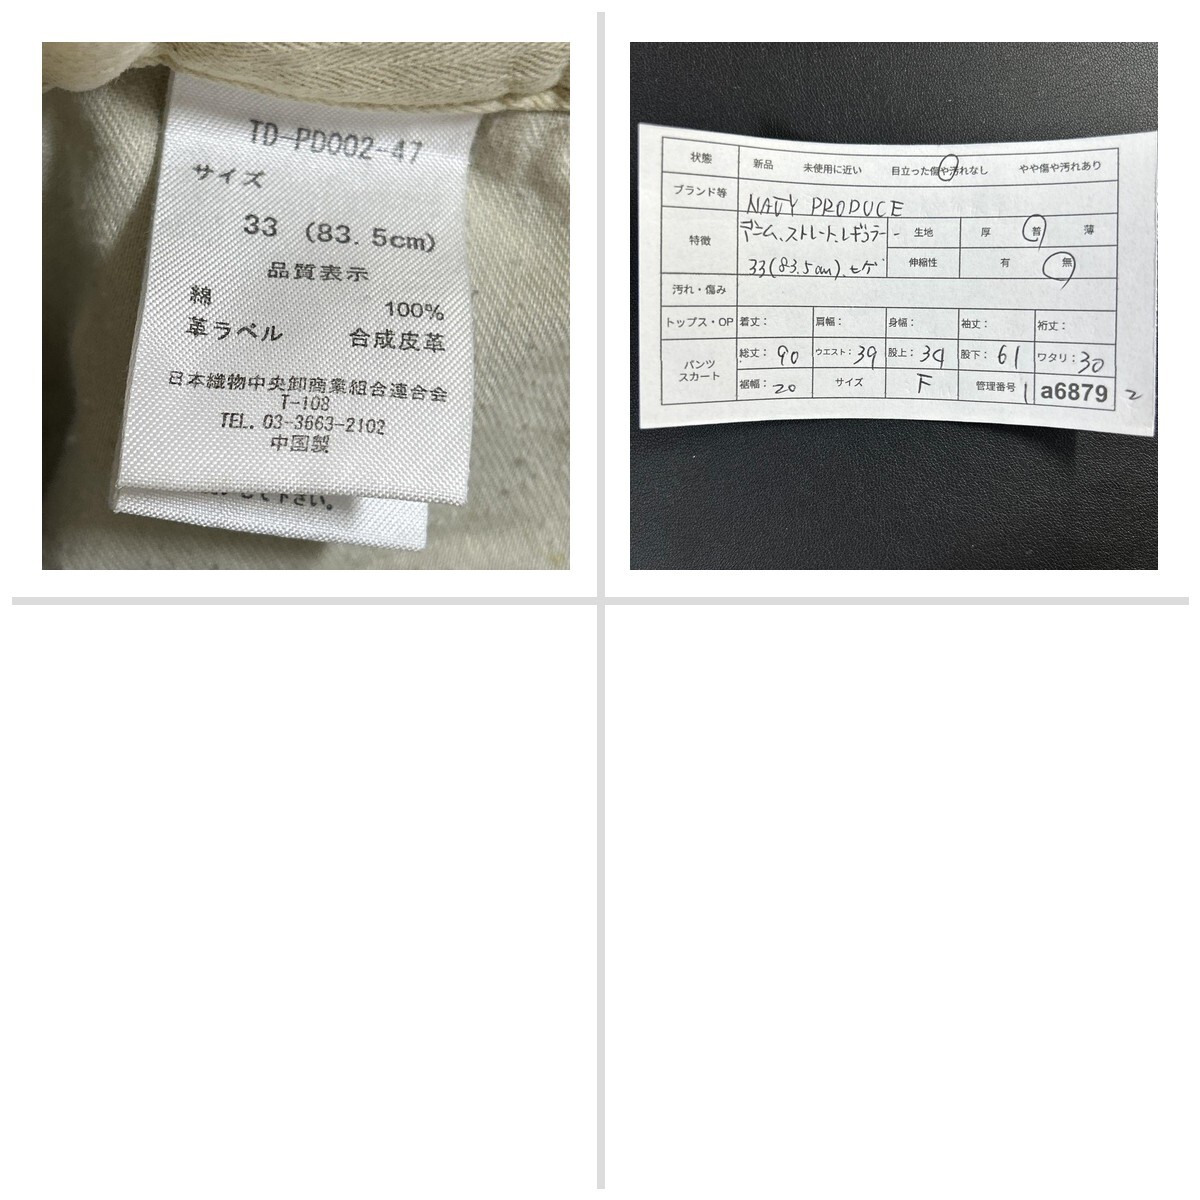 TD-PD002-47
サイズ
33 (83.5cm)
品質表示
綿 100%
革ラベル 合成皮革
日本織物中央卸商業組合連合会
T-108
TEL. 03-3663-2102
中国製
して下さい。
状態 新品 未使用に近い 目立った傷や汚れなし やや傷や汚れあり
ブランド等 NAVY PRODUCE
特徴 デニム、ストレート、レギュラー 生地 厚 普 薄
33(83.5cm)、ヒゲ 伸縮性 有 無
汚れ・傷み
トップス・OP 着丈： 肩幅： 身幅： 袖丈： 裄丈：
パンツ スカート 総丈： 90 ウエスト： 39 股上： 34 股下： 61 ワタリ： 30
裾幅： 20 サイズ F 管理番号 1 a6879 2